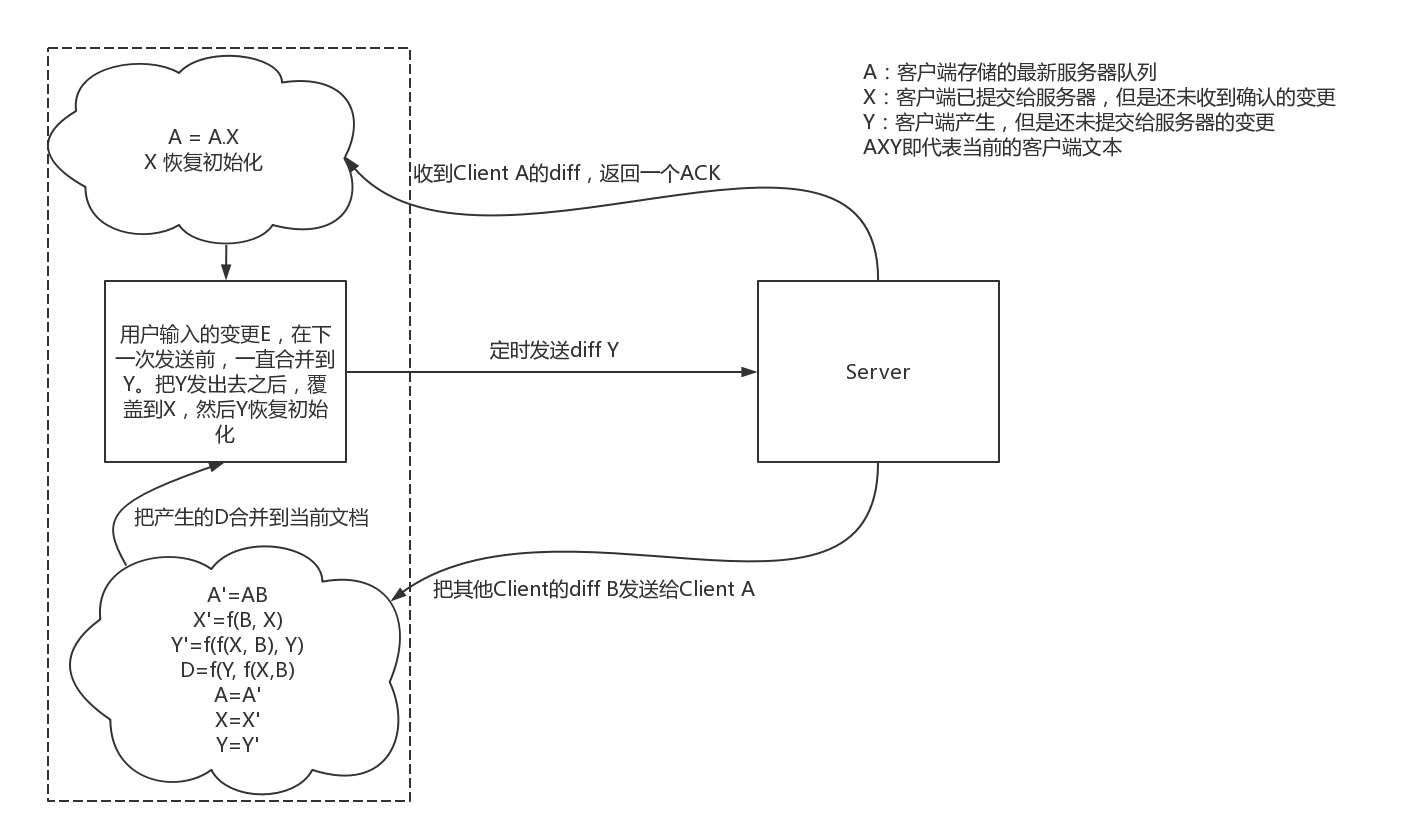 A：客户端存储的最新服务器队列
X：客户端已提交给服务器，但是还未收到确认的变更
Y：客户端产生，但是还未提交给服务器的变更
AXY即代表当前的客户端文本
A = A.X
X 恢复初始化
收到Client A的diff，返回一个ACK
用户输入的变更E，在下
一次发送前，一直合并到
Y。把Y发出去之后，覆
盖到X，然后Y恢复初始
化
定时发送diff Y
Server
把产生的D合并到当前文档
把其他Client的diff B发送给Client A
A'=AB
X'=f(B, X)
Y'=f(f(X, B), Y)
D=f(Y, f(X,B)
A=A'
X=X'
Y=Y'